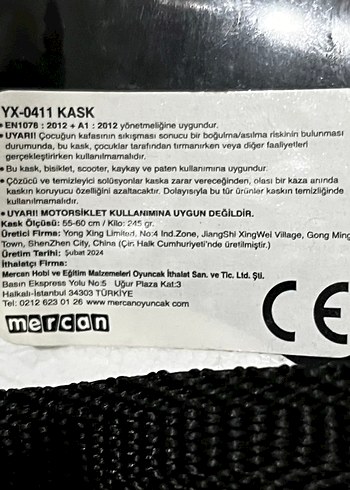 YX-0411 KASK
• EN1078 : 2012 + A1 : 2012 yönetmeliğine uygundur.
• UYARI! Çocuğun kafasının sıkışması sonucu bir boğulma/asılma riskinin bulunması
durumunda, bu kask, çocuklar tarafından tırmanırken veya diğer faaliyetleri
gerçekleştirirken kullanılmamalıdır.
• Bu kask, bisiklet, scooter, kaykay ve paten kullanımına uygundur.
• Çözücü ve temizleyici solüsyonlar kaska zarar vereceğinden, olası bir kaza anında
kaskın koruyucu özelliğini azaltacaktır. Dolayısıyla bu tür ürünler kaskın temizliğinde
kullanılmamalıdır.
• UYARI! MOTORSİKLET KULLANIMINA UYGUN DEĞİLDİR.
Kask Ölçüsü: 55-60 cm / Kilo: 245 gr.
Üretici Firma: Yong Xing Limited, No:4 Ind.Zone, JiangShi XingWei Village, Gong Ming
Town, ShenZhen City, China (Çin Halk Cumhuriyeti'nde üretilmiştir.)
Üretim Tarihi: Şubat 2024
İthalatçı Firma:
Mercan Hobi ve Eğitim Malzemeleri Oyuncak İthalat San. ve Tic. Ltd. Şti.
Basın Ekspress Yolu No:5 Uğur Plaza Kat:3
Halkalı-İstanbul 34303 TÜRKİYE
Tel: 0212 623 01 26 www.mercanoyuncak.com
mercan
CE